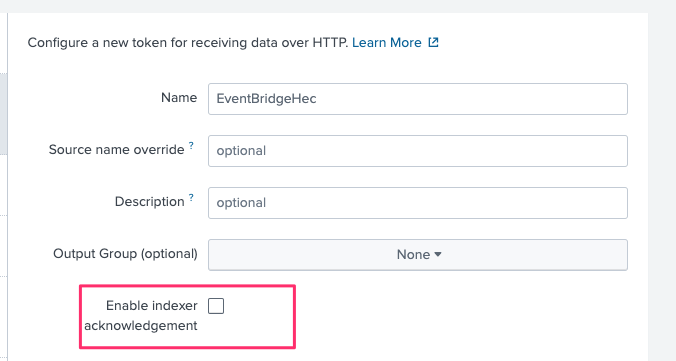 Configure a new token for receiving data over HTTP. Learn More
Name EventBridgeHec
Source name override ? optional
Description ? optional
Output Group (optional) None
Enable indexer
acknowledgement